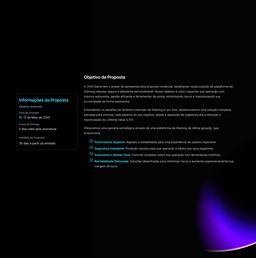 Objetivo da Proposta
A Orbit Games tem o prazer de apresentar esta proposta comercial, detalhando nossa solução de plataforma de
iGaming robusta, segura e altamente personalizável. Nosso objetivo é claro: capacitar sua operação com
máxima autonomia, gestão eficiente e ferramentas de ponta, minimizando riscos e impulsionando sua
lucratividade de forma expressiva.
Entendemos os desafios do dinâmico mercado de iGaming e, por isso, desenvolvemos uma solução completa,
pensada para otimizar cada aspecto do seu negócio, desde a aquisição de jogadores até a retenção e
maximização do Lifetime Value (LTV).
Oferecemos uma parceria estratégica através de uma plataforma de iGaming de última geração, que
proporciona:
Performance Superior: Rapidez e estabilidade para uma experiência do usuário impecável.
Segurança Inabalável: Proteção robusta para sua operação e dados dos seus jogadores.
Autonomia e Gestão Total: Controle completo sobre sua operação com ferramentas intuitivas.
Rentabilidade Otimizada: Soluções desenhadas para minimizar riscos e aumentar expressivamente sua
margem de lucro.
Informações da Proposta
Detalhes essenciais
Data de Emissão:
15 de Maio de 2025
Prazo de Entrega:
5 dias úteis após assinatura
Validade da Proposta:
30 dias a partir da emissão